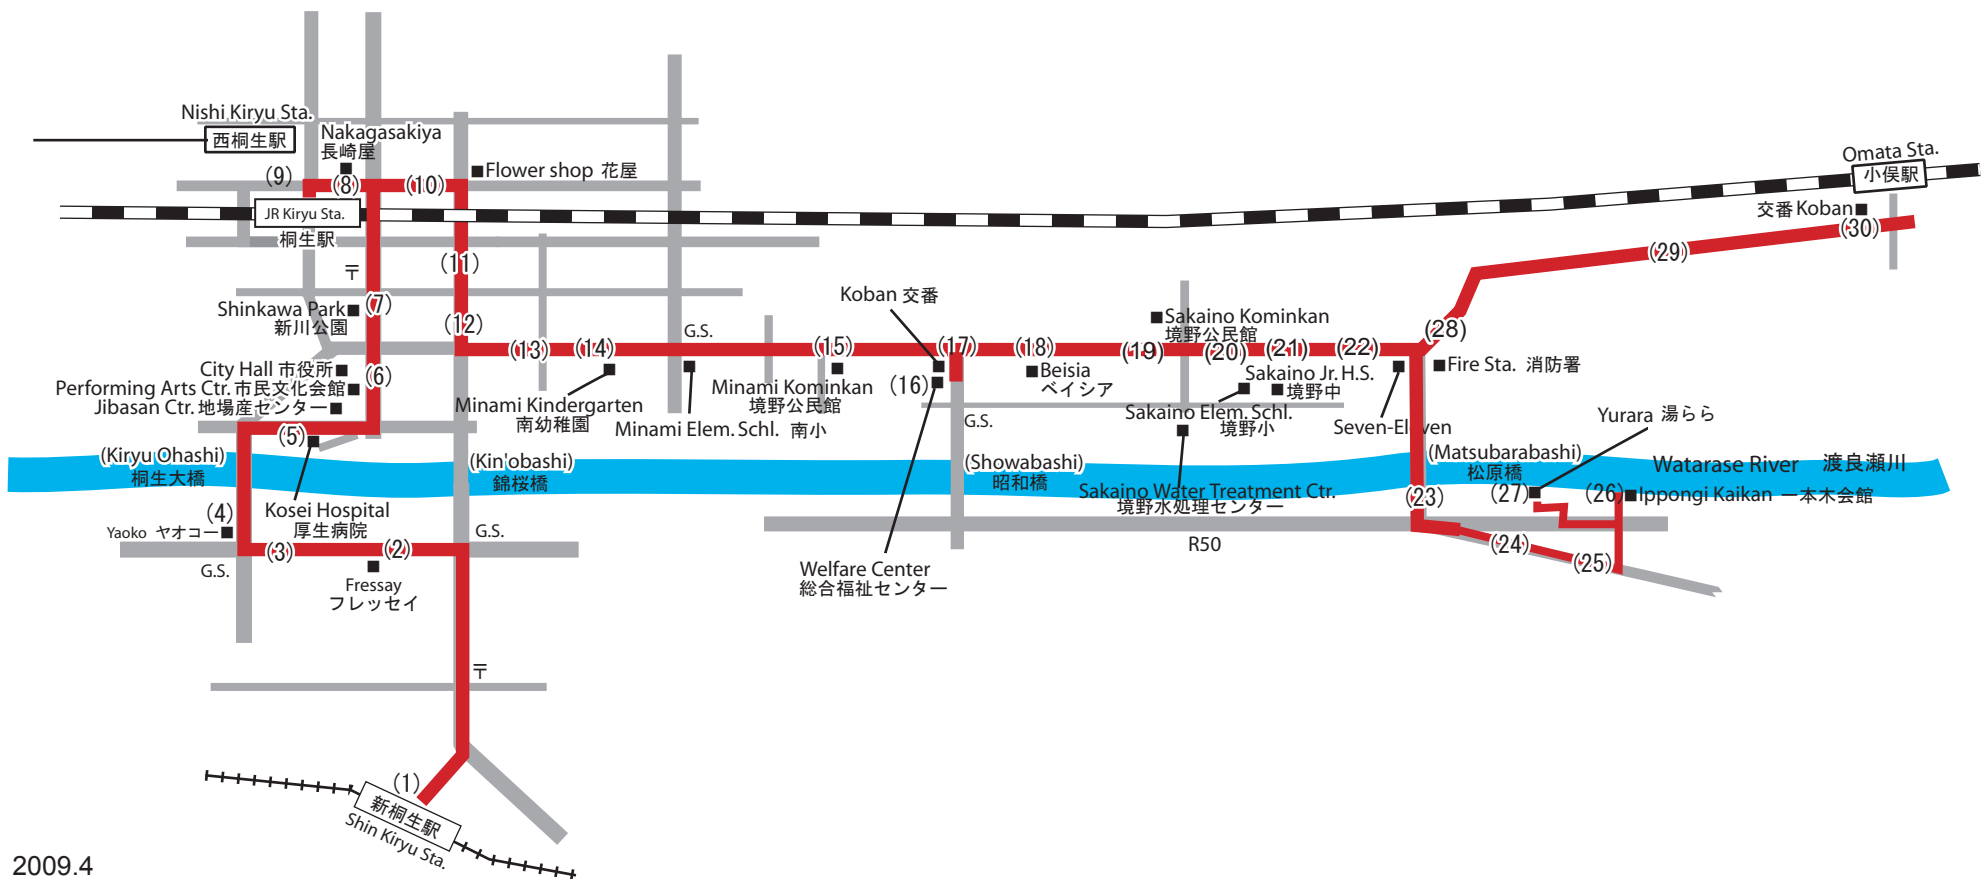 Nishi Kiryu Sta.
西桐生駅
Nakagasakiya
長崎屋
Flower shop 花屋
(9)
(8)
(10)
JR Kiryu Sta.
桐生駅
Omata Sta.
小俣駅
交番 Koban
(30)
(29)
(28)
〒
(11)
Shinkawa Park
新川公園
(7)
(12)
(13)
(14)
G.S.
(15)
Koban 交番
(17)
(18)
Sakaino Kominkan
境野公民館
(19)
(20)
(21)
(22)
City Hall 市役所
Performing Arts Ctr. 市民文化会館
Jibasan Ctr. 地場産センター
(6)
(5)
Minami Kindergarten
南幼稚園
Minami Elem. Schl. 南小
Minami Kominkan
境野公民館
(16)
Beisia
ベイシア
G.S.
Sakaino Jr. H.S.
境野中
Sakaino Elem. Schl.
境野小
Seven-Eleven
Fire Sta. 消防署
Yurara 湯らら
(Kiryu Ohashi)
桐生大橋
(Kin'obashi)
錦桜橋
(Showabashi)
昭和橋
(Matsubarabashi)
松原橋
Watarase River 渡良瀬川
Sakaino Water Treatment Ctr.
境野水処理センター
(23)
(27)
(26)
Ippongi Kaikan 一本木会館
(4)
Kosei Hospital
厚生病院
Yaoko ヤオコー
(3)
(2)
G.S.
G.S.
Fressay
フレッセイ
Welfare Center
総合福祉センター
R50
(24)
(25)
〒
(1)
新桐生駅
Shin Kiryu Sta.
2009.4